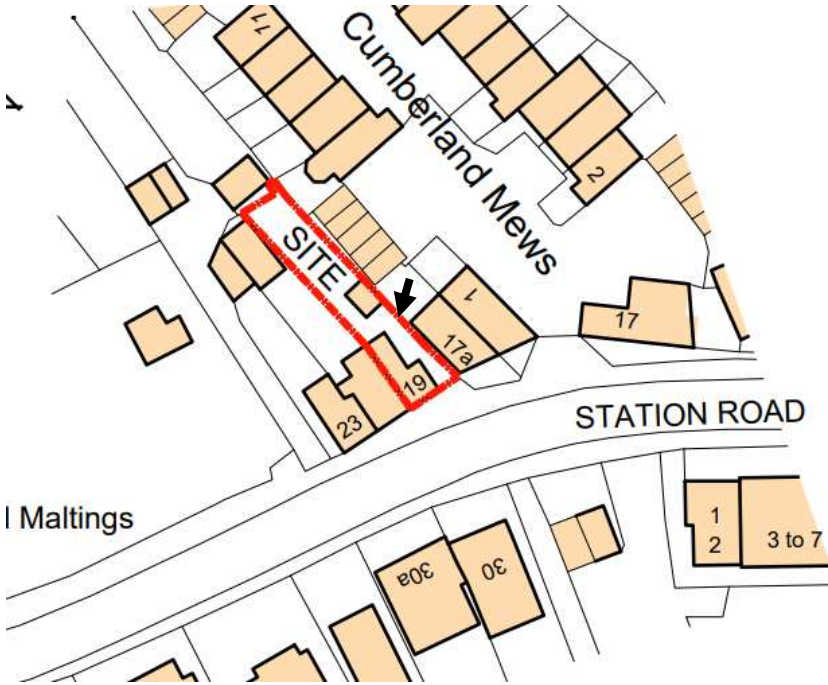 11
Cumberland Mews
2
SITE
1
17
17a
19
23
STATION ROAD
Maltings
1
2
3 to 7
30a
30